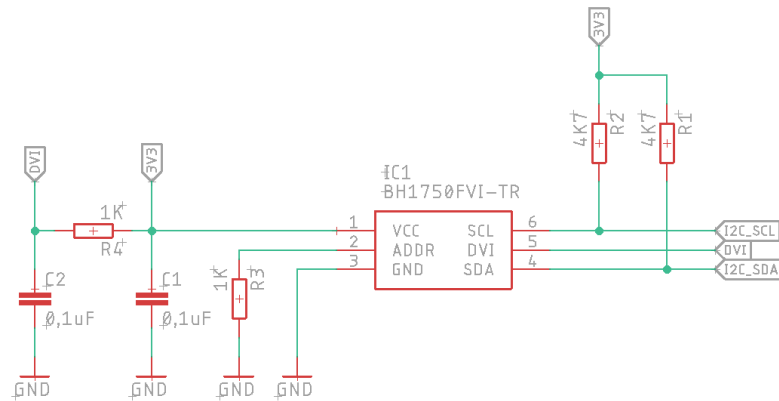 3V3
4K7
R2
4K7
R1
DVI
3V3
IC1
BH1750FVI-TR
1K
R4
1
VCC
SCL
6
I2C_SCL
2
ADDR
DVI
5
DVI
3
GND
SDA
4
I2C_SDA
C2
0,1uF
C1
0,1uF
1K
R3
GND
GND
GND
GND